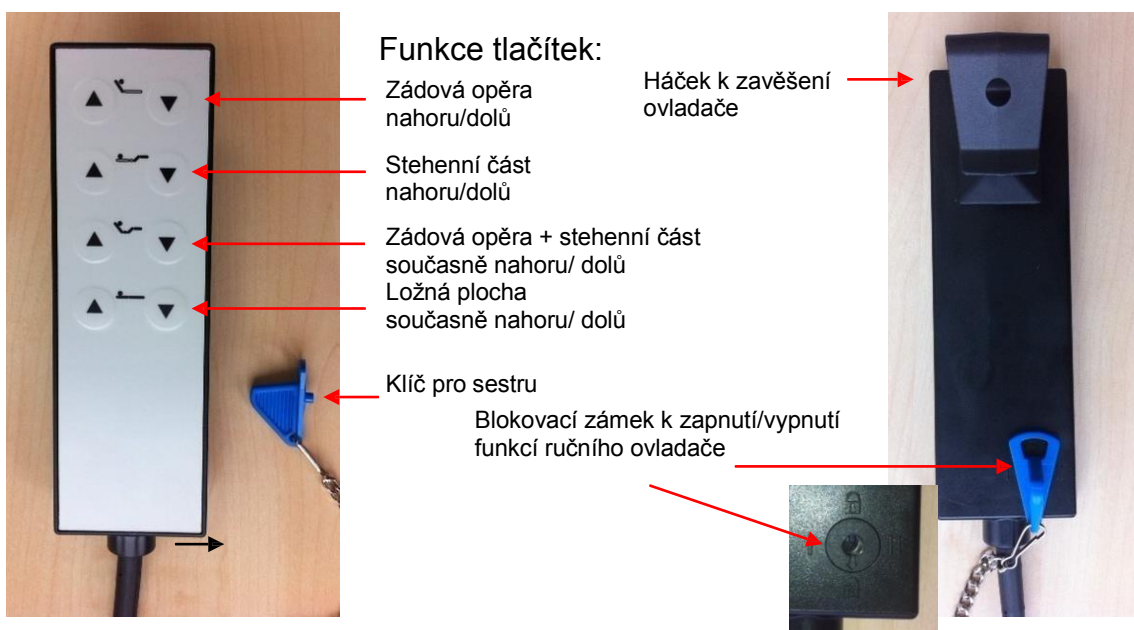 Funkce tlačítek:
Zádová opěra
nahoru/dolů
Háček k zavěšení
ovladače
Stehenní část
nahoru/dolů
Zádová opěra + stehenní část
současně nahoru/ dolů
Ložná plocha
současně nahoru/ dolů
Klíč pro sestru
Blokovací zámek k zapnutí/vypnutí
funkcí ručního ovladače